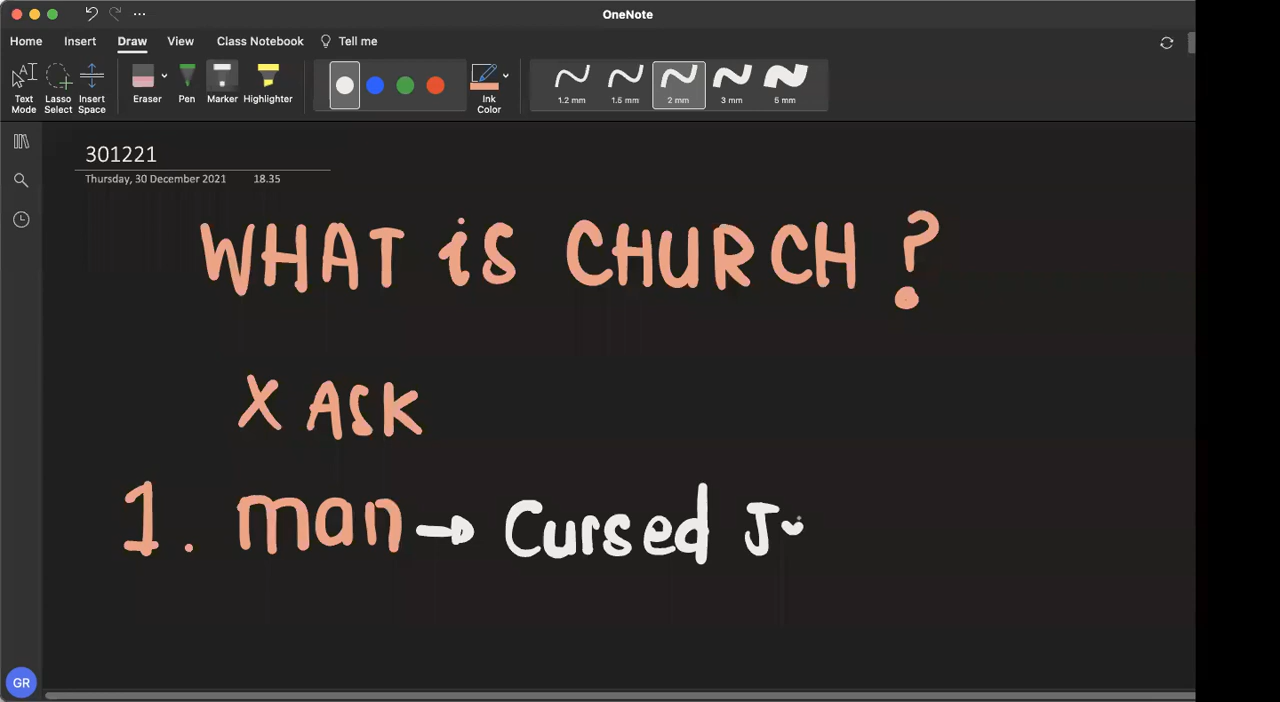 OneNote
Home Insert Draw View Class Notebook Tell me
Text Mode
Lasso Select
Insert Space
Eraser
Pen
Marker
Highlighter
Ink Color
1.2 mm
1.5 mm
2 mm
3 mm
5 mm
301221
Thursday, 30 December 2021 18.35
WHAT is CHURCH ?
X ASK
1. man → Cursed J
GR